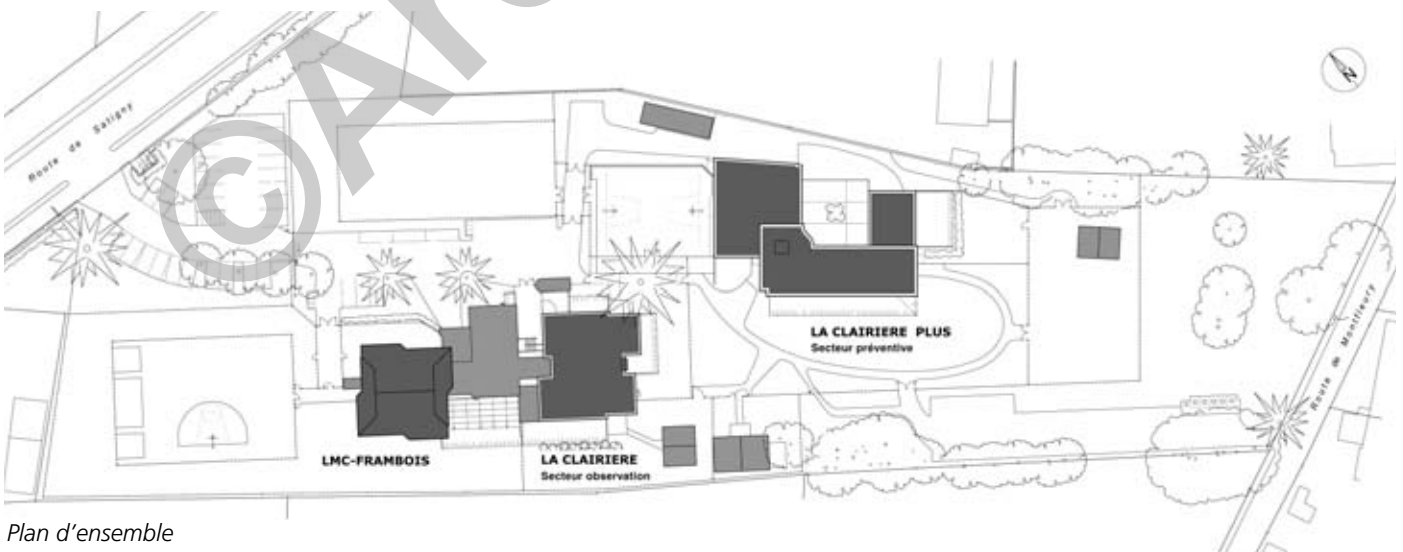 ©Arc
N
Route de Satigny
LA CLAIRIERE PLUS
Secteur préventive
Route de Montfleury
LMC-FRAMBOIS
LA CLAIRIERE
Secteur observation
Plan d'ensemble